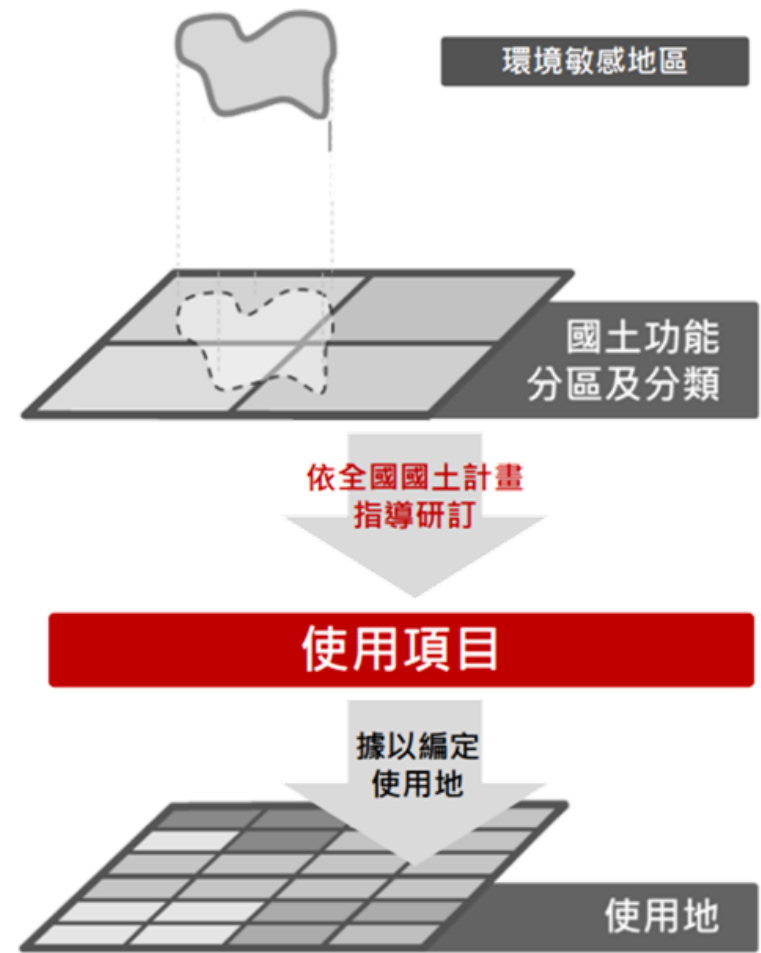 環境敏感地區
國土功能
分區及分類
依全國國土計畫
指導研訂
使用項目
據以編定
使用地
使用地